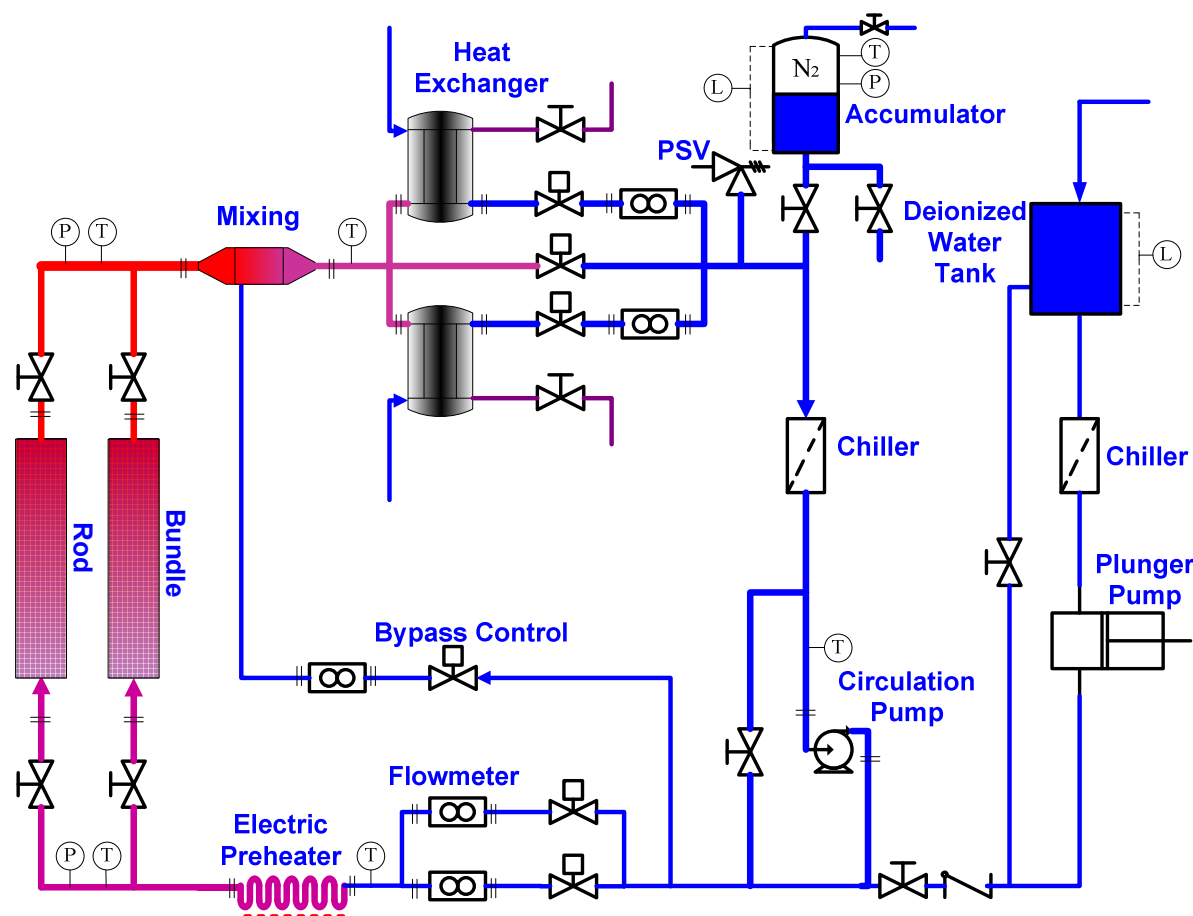 Heat
Exchanger
N2
T
P
L
Accumulator
PSV
Mixing
P
T
T
Deionized
Water
Tank
L
Chiller
Chiller
Rod
Bundle
Plunger
Pump
Bypass Control
T
Circulation
Pump
Flowmeter
Electric
Preheater
P
T
T